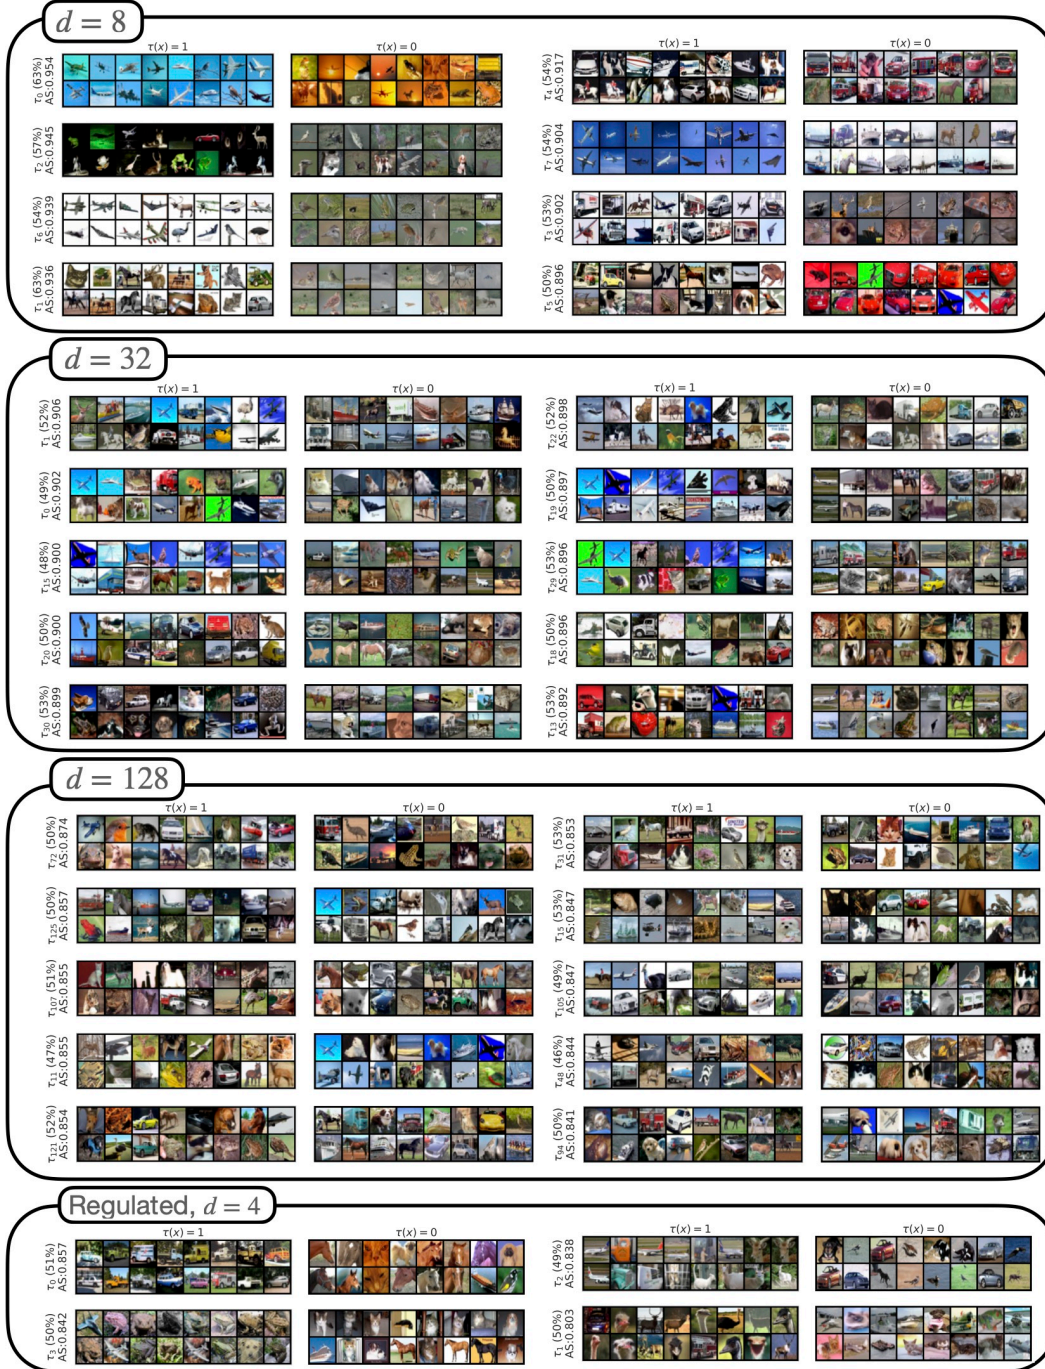 d = 8
τ(x) = 1
τ(x) = 0
τ(x) = 1
τ(x) = 0
τ0 (63%)
AS:0.954
τ4 (54%)
AS:0.917
τ2 (57%)
AS:0.945
τ7 (54%)
AS:0.904
τ6 (54%)
AS:0.939
τ3 (53%)
AS:0.902
τ1 (63%)
AS:0.936
τ5 (50%)
AS:0.896
d = 32
τ(x) = 1
τ(x) = 0
τ(x) = 1
τ(x) = 0
τ1 (52%)
AS:0.906
τ22 (52%)
AS:0.898
τ0 (49%)
AS:0.902
τ19 (50%)
AS:0.897
τ15 (48%)
AS:0.900
τ29 (53%)
AS:0.896
τ20 (50%)
AS:0.900
τ18 (50%)
AS:0.896
τ30 (53%)
AS:0.899
τ13 (53%)
AS:0.892
d = 128
τ(x) = 1
τ(x) = 0
τ(x) = 1
τ(x) = 0
τ72 (50%)
AS:0.874
τ31 (53%)
AS:0.853
τ125 (50%)
AS:0.857
τ15 (53%)
AS:0.847
τ107 (51%)
AS:0.855
τ105 (49%)
AS:0.847
τ11 (47%)
AS:0.855
τ48 (46%)
AS:0.844
τ121 (52%)
AS:0.854
τ94 (50%)
AS:0.841
Regulated, d = 4
τ(x) = 1
τ(x) = 0
τ(x) = 1
τ(x) = 0
τ0 (51%)
AS:0.857
τ2 (49%)
AS:0.838
τ3 (50%)
AS:0.842
τ1 (50%)
AS:0.803